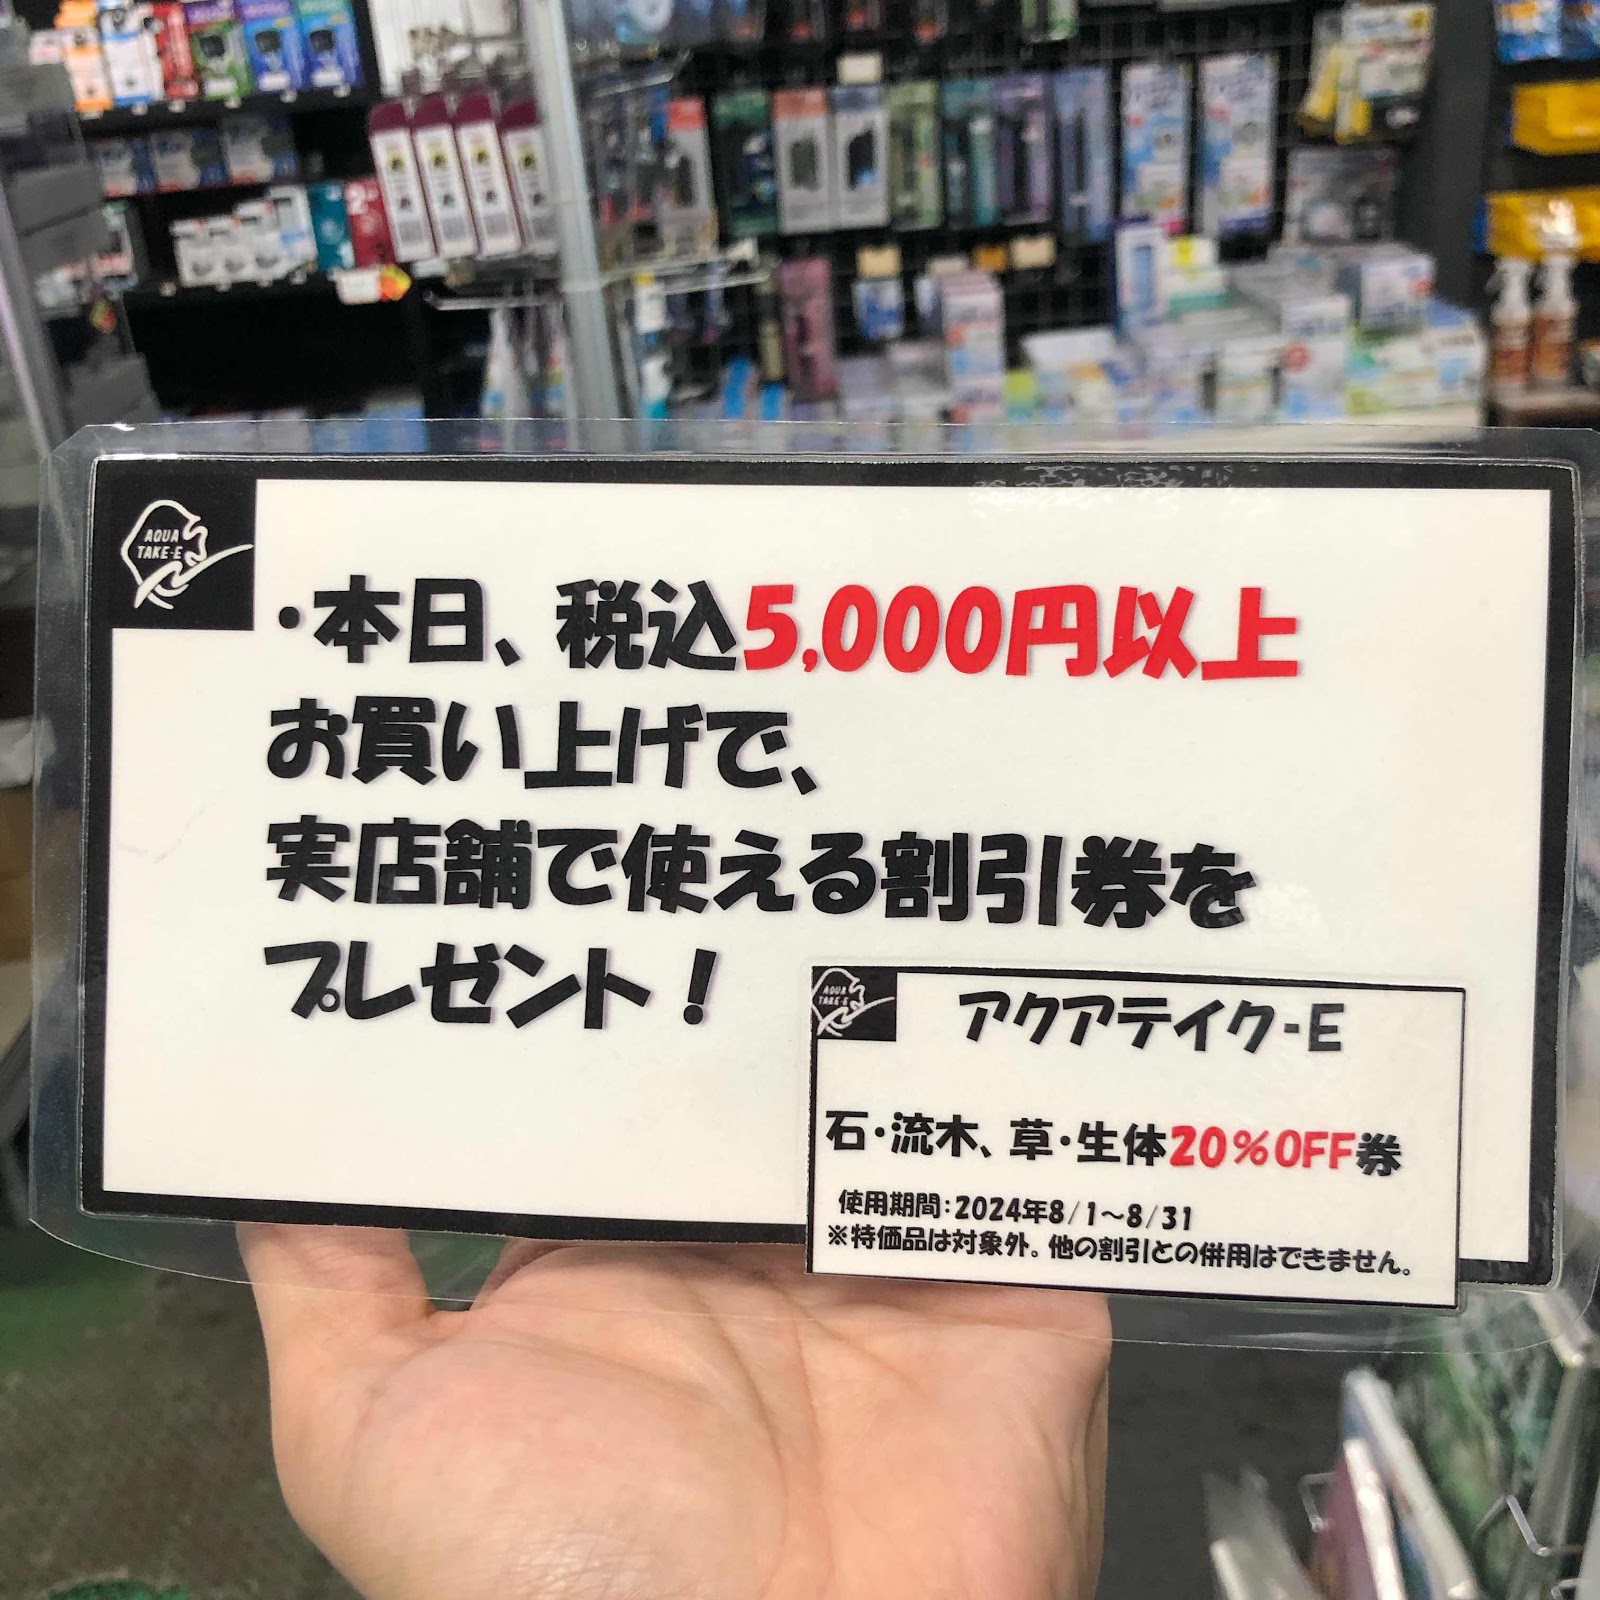 AQUA
TAKE-E
・本日、税込5,000円以上
お買い上げで、
実店舗で使える割引券を
プレゼント！
AQUA
TAKE-E
アクアテイク-E
石・流木、草・生体20%OFF券
使用期間：2024年8/1～8/31
※特価品は対象外。他の割引との併用はできません。